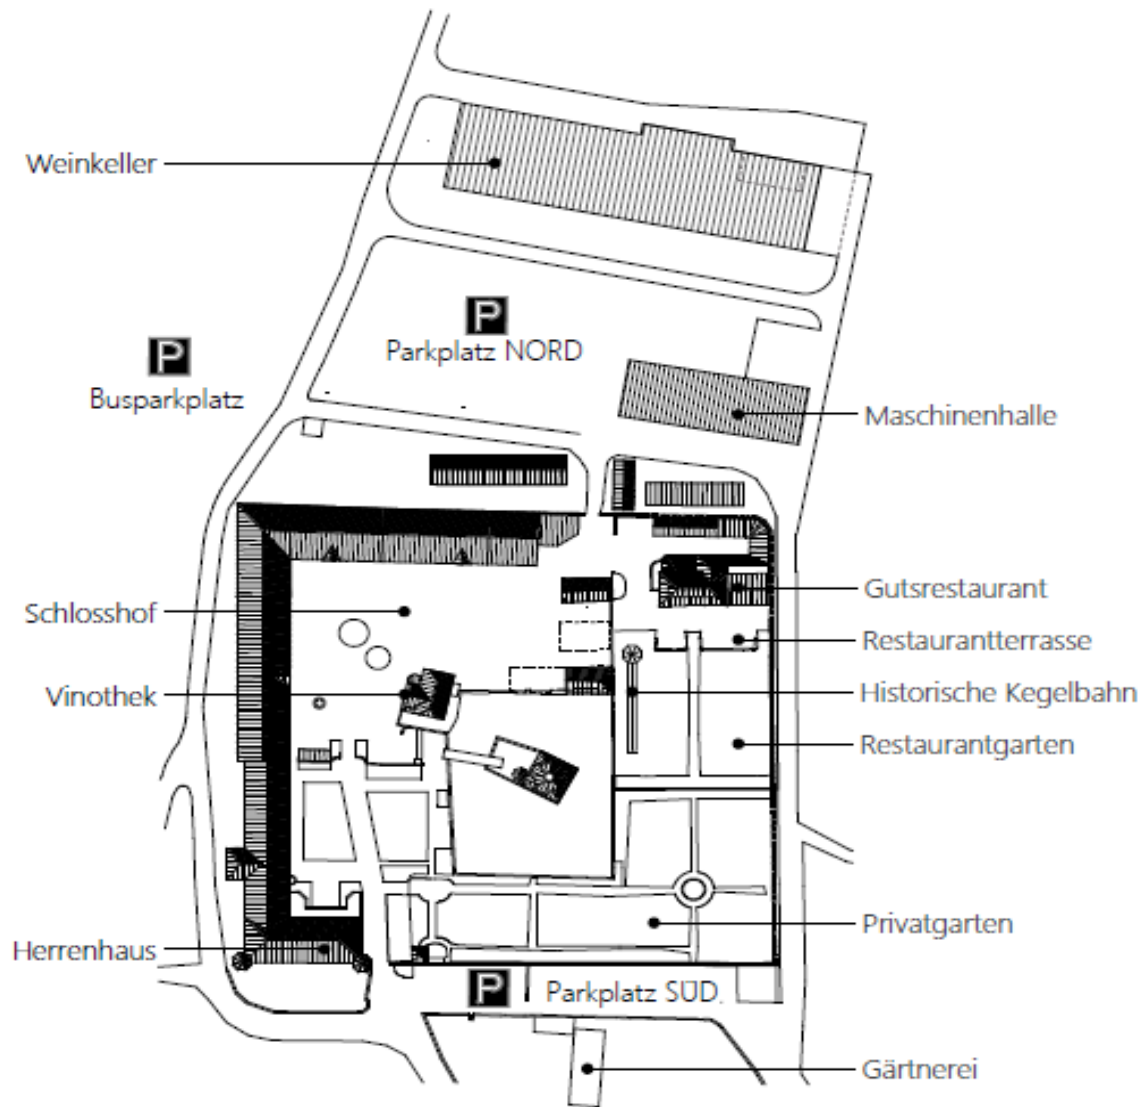 Weinkeller
P
Parkplatz NORD
P
Busparkplatz
Maschinenhalle
Gutsrestaurant
Schlosshof
Restaurantterrasse
Vinothek
Historische Kegelbahn
Restaurantgarten
Privatgarten
Herrenhaus
P Parkplatz SÜD.
Gärtnerei